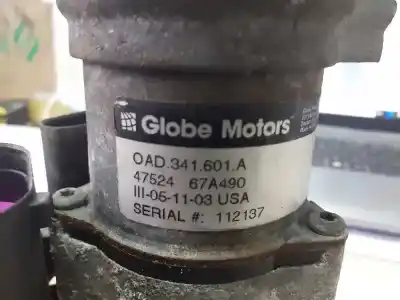 Globe Motors
OAD.341.601.A
47524 67A490
III-05-11-03 USA
SERIAL #: 112137